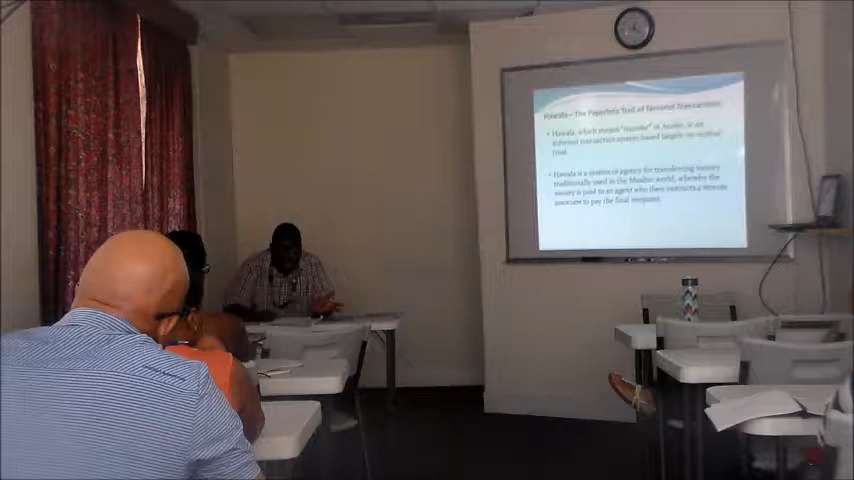 Hawala—The Paperless Trail of Terrorist Transactions
• Hawala, which means "transfer" in Arabic, is an
informal transaction system based largely on mutual
trust.
• Hawala is a system or agency for transferring money
traditionally used in the Muslim world, whereby the
money is paid to an agent who then instructs a remote
associate to pay the final recipient.